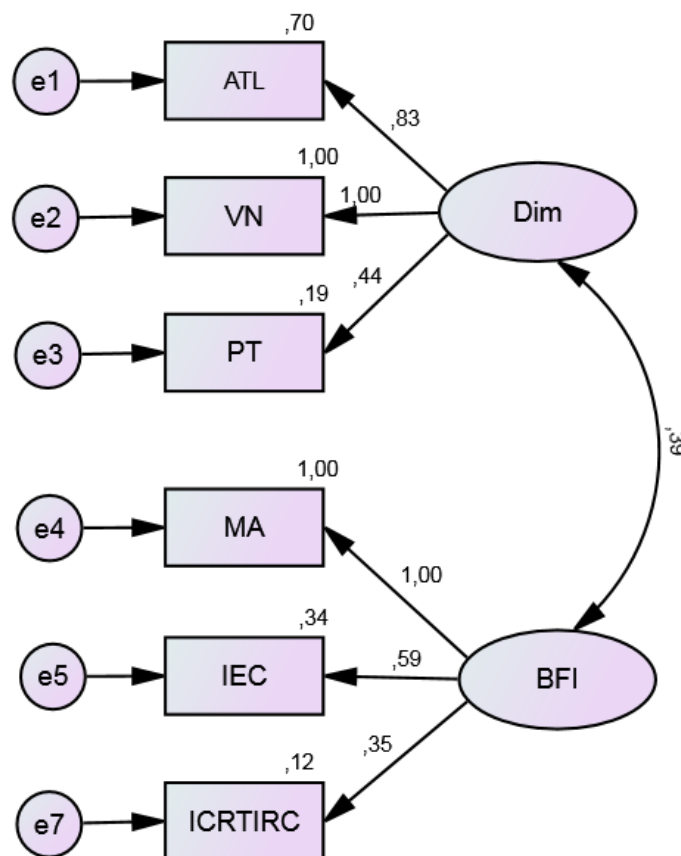 ,70
e1
ATL
,83
1,00
1,00
e2
VN
Dim
,19
,44
e3
PT
,39
1,00
e4
MA
1,00
,34
e5
IEC
,59
BFI
,35
,12
e7
ICRTIRC